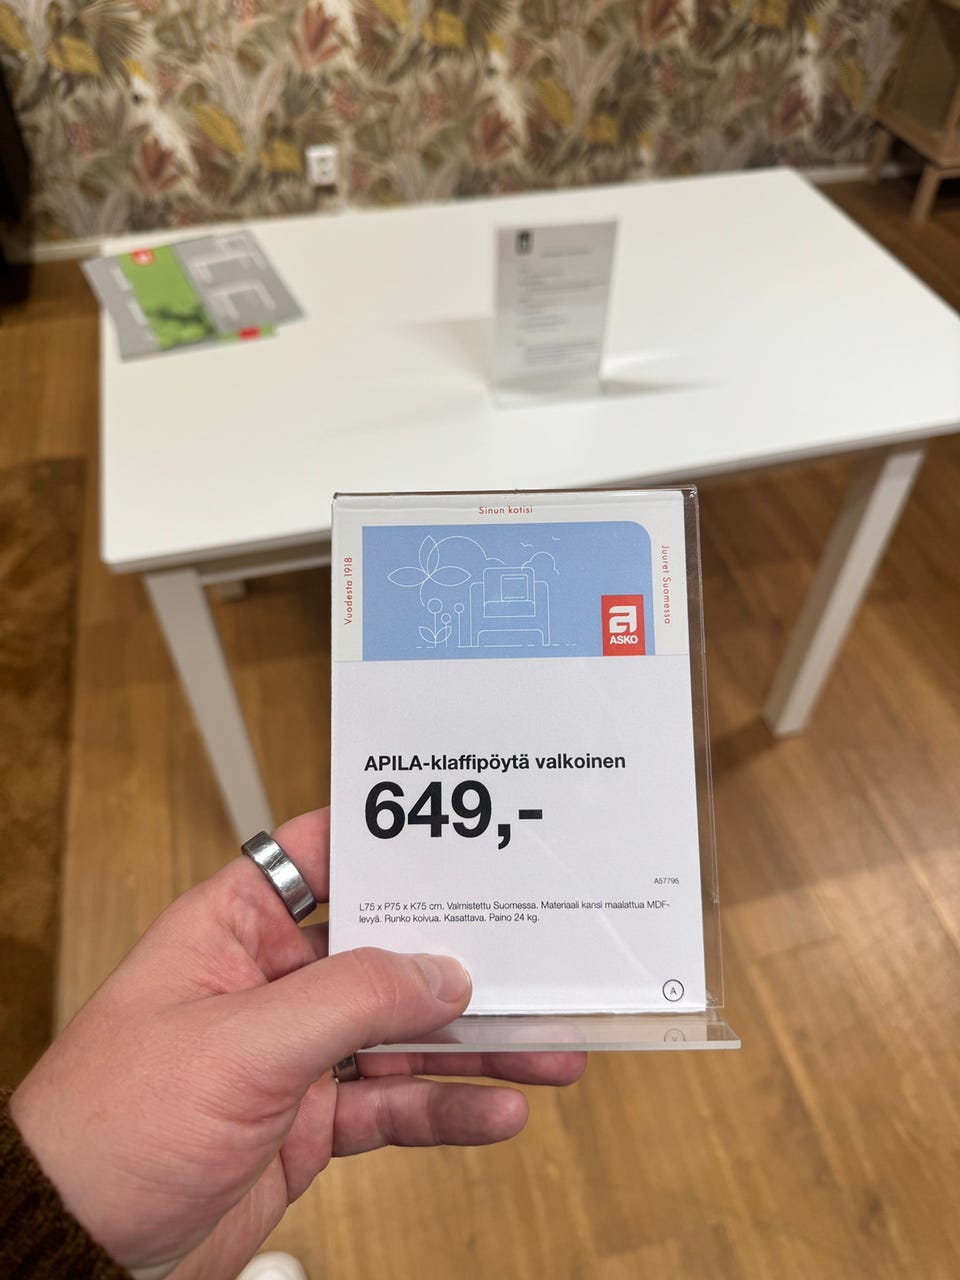 Sinun kotisi
Vuodesta 1918
Juuret Suomessa
a
ASKO
APILA-klaffipöytä valkoinen
649,-
A57795
L75 x P75 x K75 cm. Valmistettu Suomessa. Materiaali kansi maalattua MDF-
levyä. Runko koivua. Kasattava. Paino 24 kg.
A